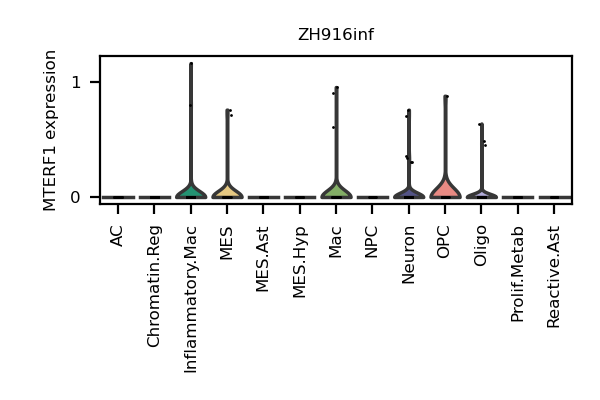 ZH916inf
MTERF1 expression
1
0
AC
Chromatin.Reg
Inflammatory.Mac
MES
MES.Ast
MES.Hyp
Mac
NPC
Neuron
OPC
Oligo
Prolif.Metab
Reactive.Ast